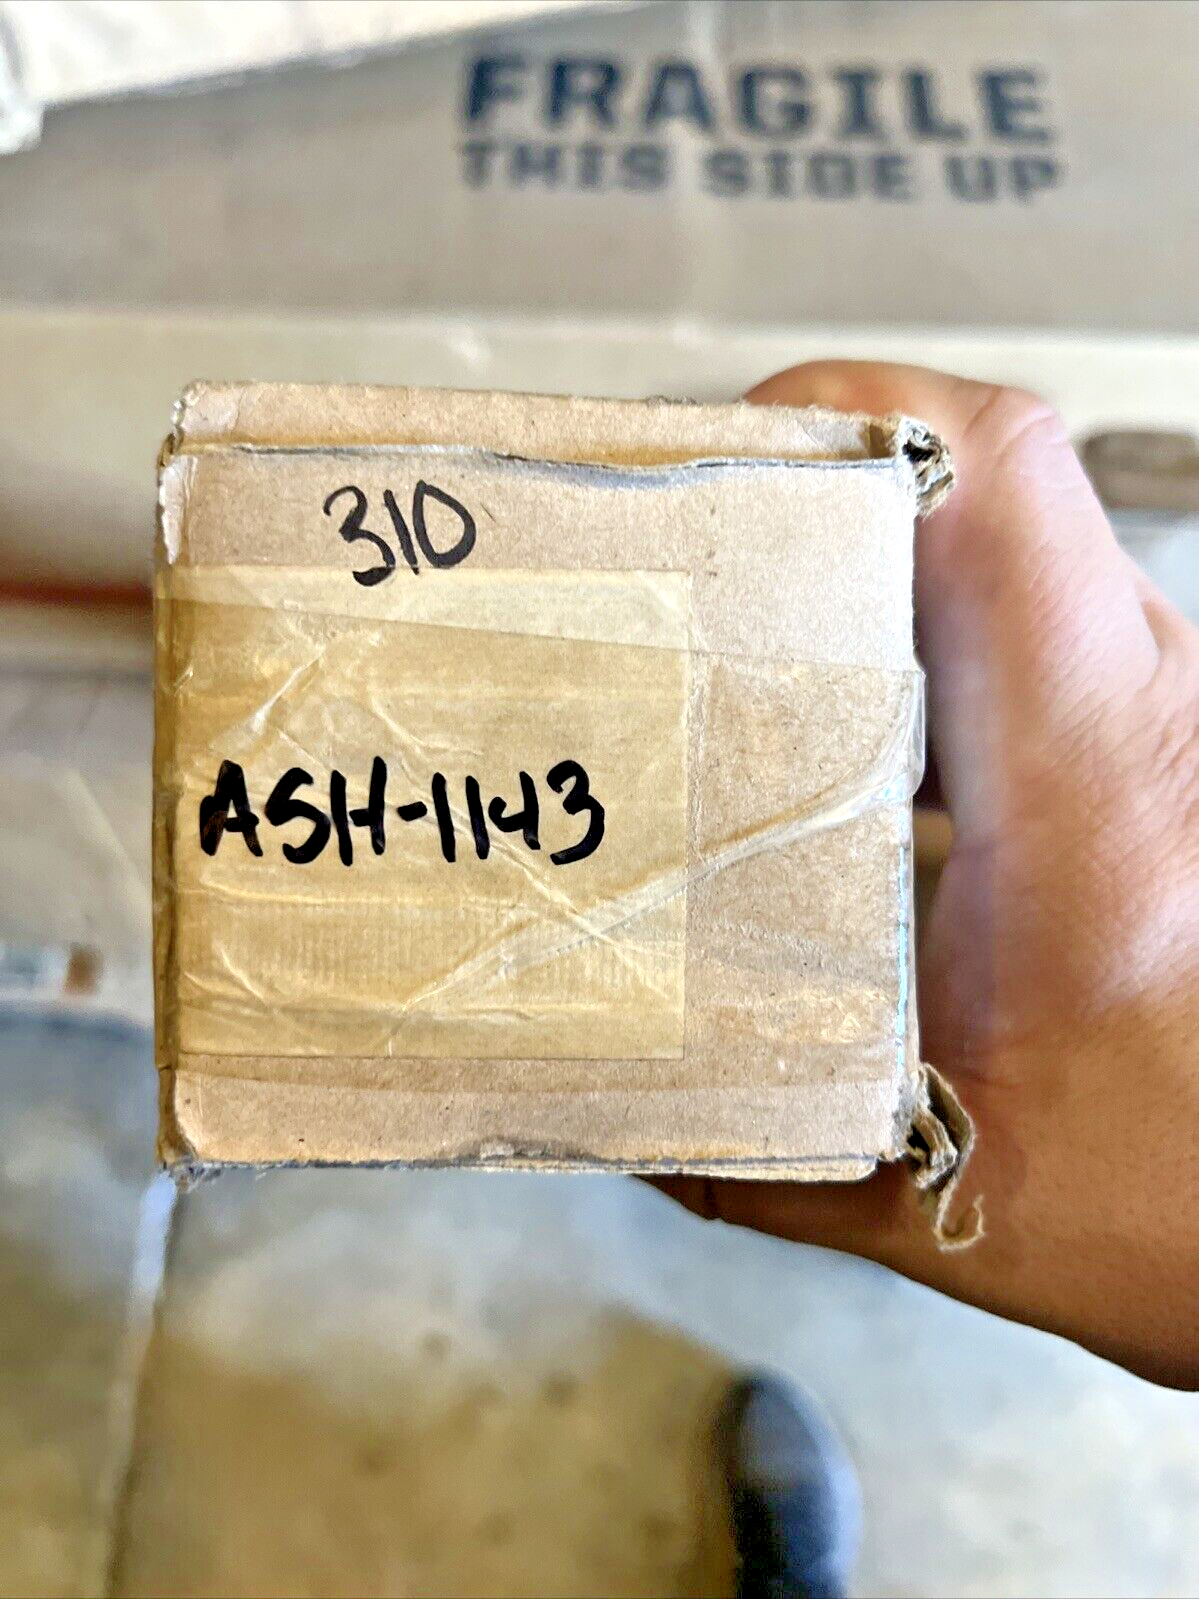 FRAGILE
THIS SIDE UP
310
ASH-1143